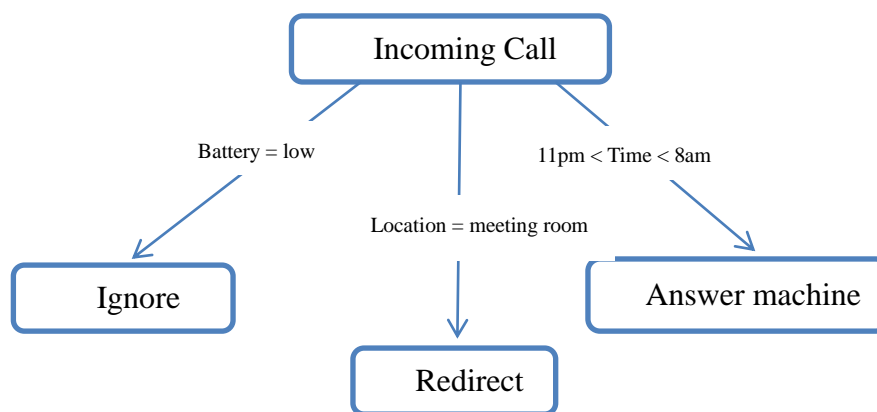 Incoming Call
Battery = low
11pm < Time < 8am
Location = meeting room
Ignore
Answer machine
Redirect